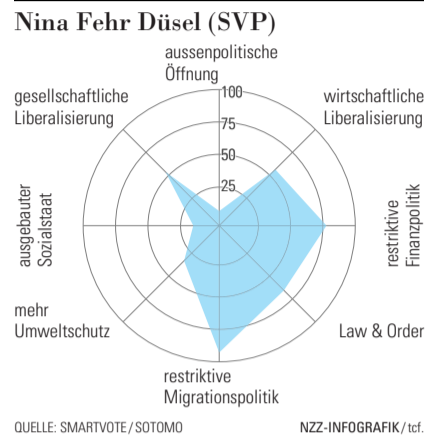 Nina Fehr Düsel (SVP)
aussenpolitische
Öffnung
gesellschaftliche
Liberalisierung
wirtschaftliche
Liberalisierung
100
75
50
25
ausgebauter
Sozialstaat
restriktive
Finanzpolitik
mehr
Umweltschutz
Law & Order
restriktive
Migrationspolitik
QUELLE: SMARTVOTE / SOTOMO
NZZ-INFOGRAFIK / tcf.